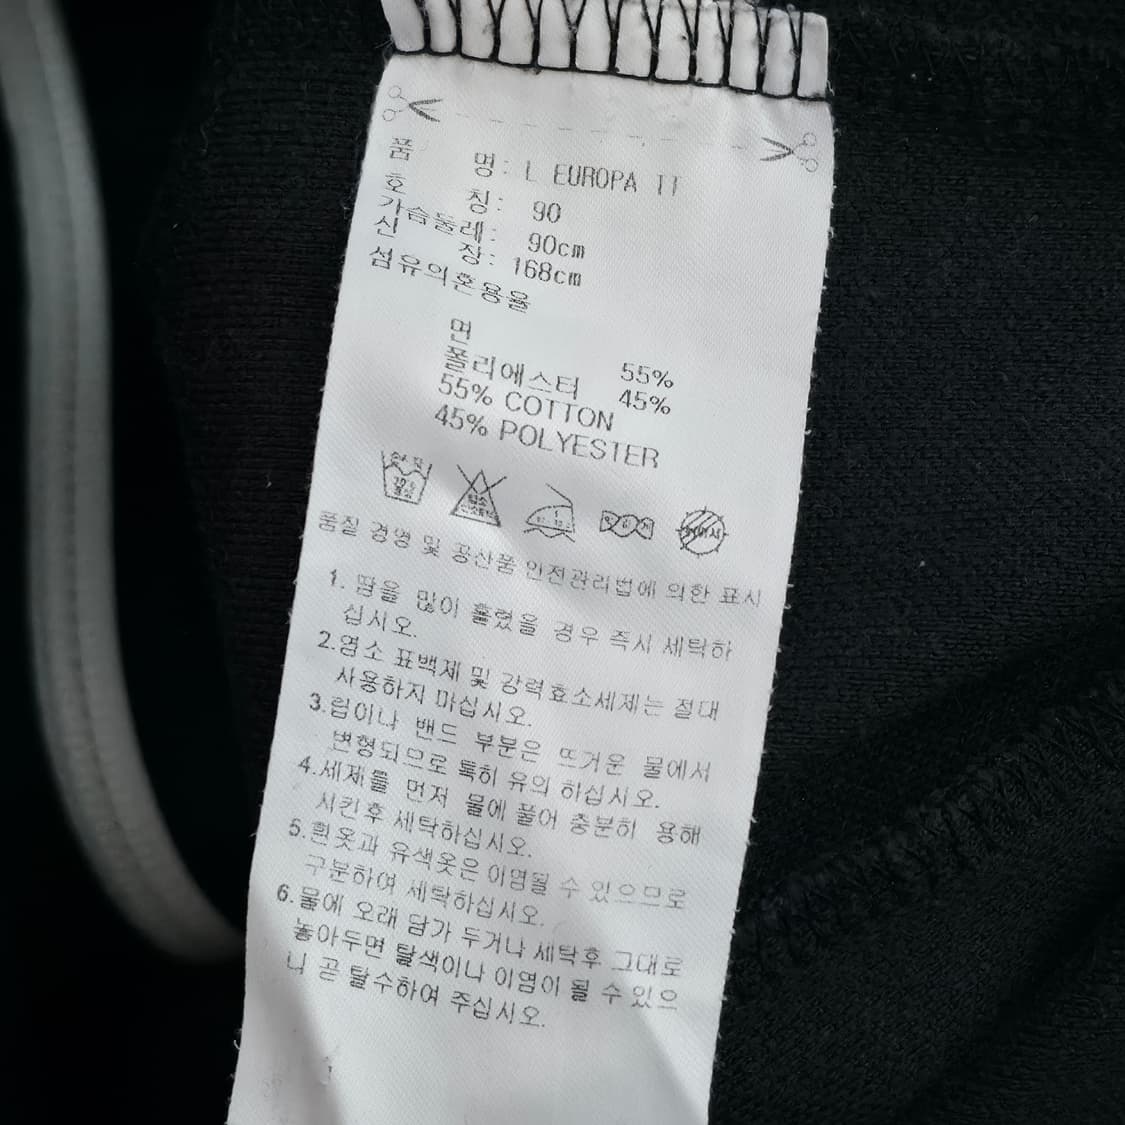 품 명: L EUROPA TT
호 칭: 90
가슴둘레: 90cm
신 장: 168cm
섬유의혼용율
면 55%
폴리에스터 45%
55% COTTON
45% POLYESTER
품질 경영 및 공산품 안전관리법에 의한 표시
1. 땀을 많이 흘렸을 경우 즉시 세탁하
십시오.
2.염소 표백제 및 강력효소세제는 절대
사용하지 마십시오.
3.립이나 밴드 부분은 뜨거운 물에서
변형되므로 특히 유의 하십시오.
4.세제를 먼저 물에 풀어 충분히 용해
시킨후 세탁하십시오.
5.흰옷과 유색옷은 이염될 수 있으므로
구분하여 세탁하십시오.
6.물에 오래 담가 두거나 세탁후 그대로
놓아두면 탈색이나 이염이 될 수 있으
니 곧 탈수하여 주십시오.